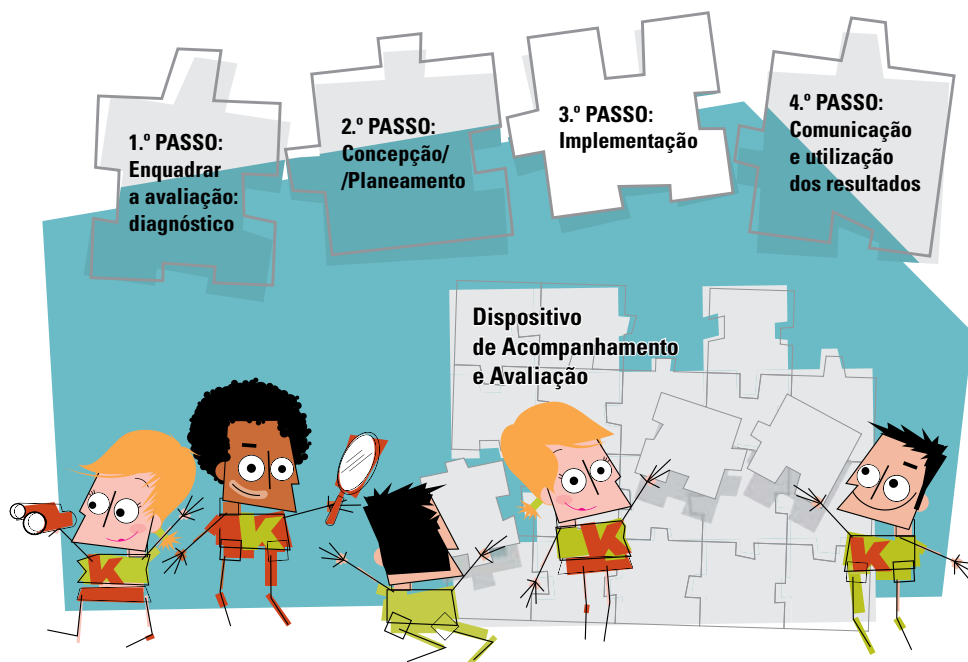 1.º PASSO:
Enquadrar
a avaliação:
diagnóstico
2.º PASSO:
Concepção/
/Planeamento
3.º PASSO:
Implementação
4.º PASSO:
Comunicação
e utilização
dos resultados
Dispositivo
de Acompanhamento
e Avaliação
K
K
K
K